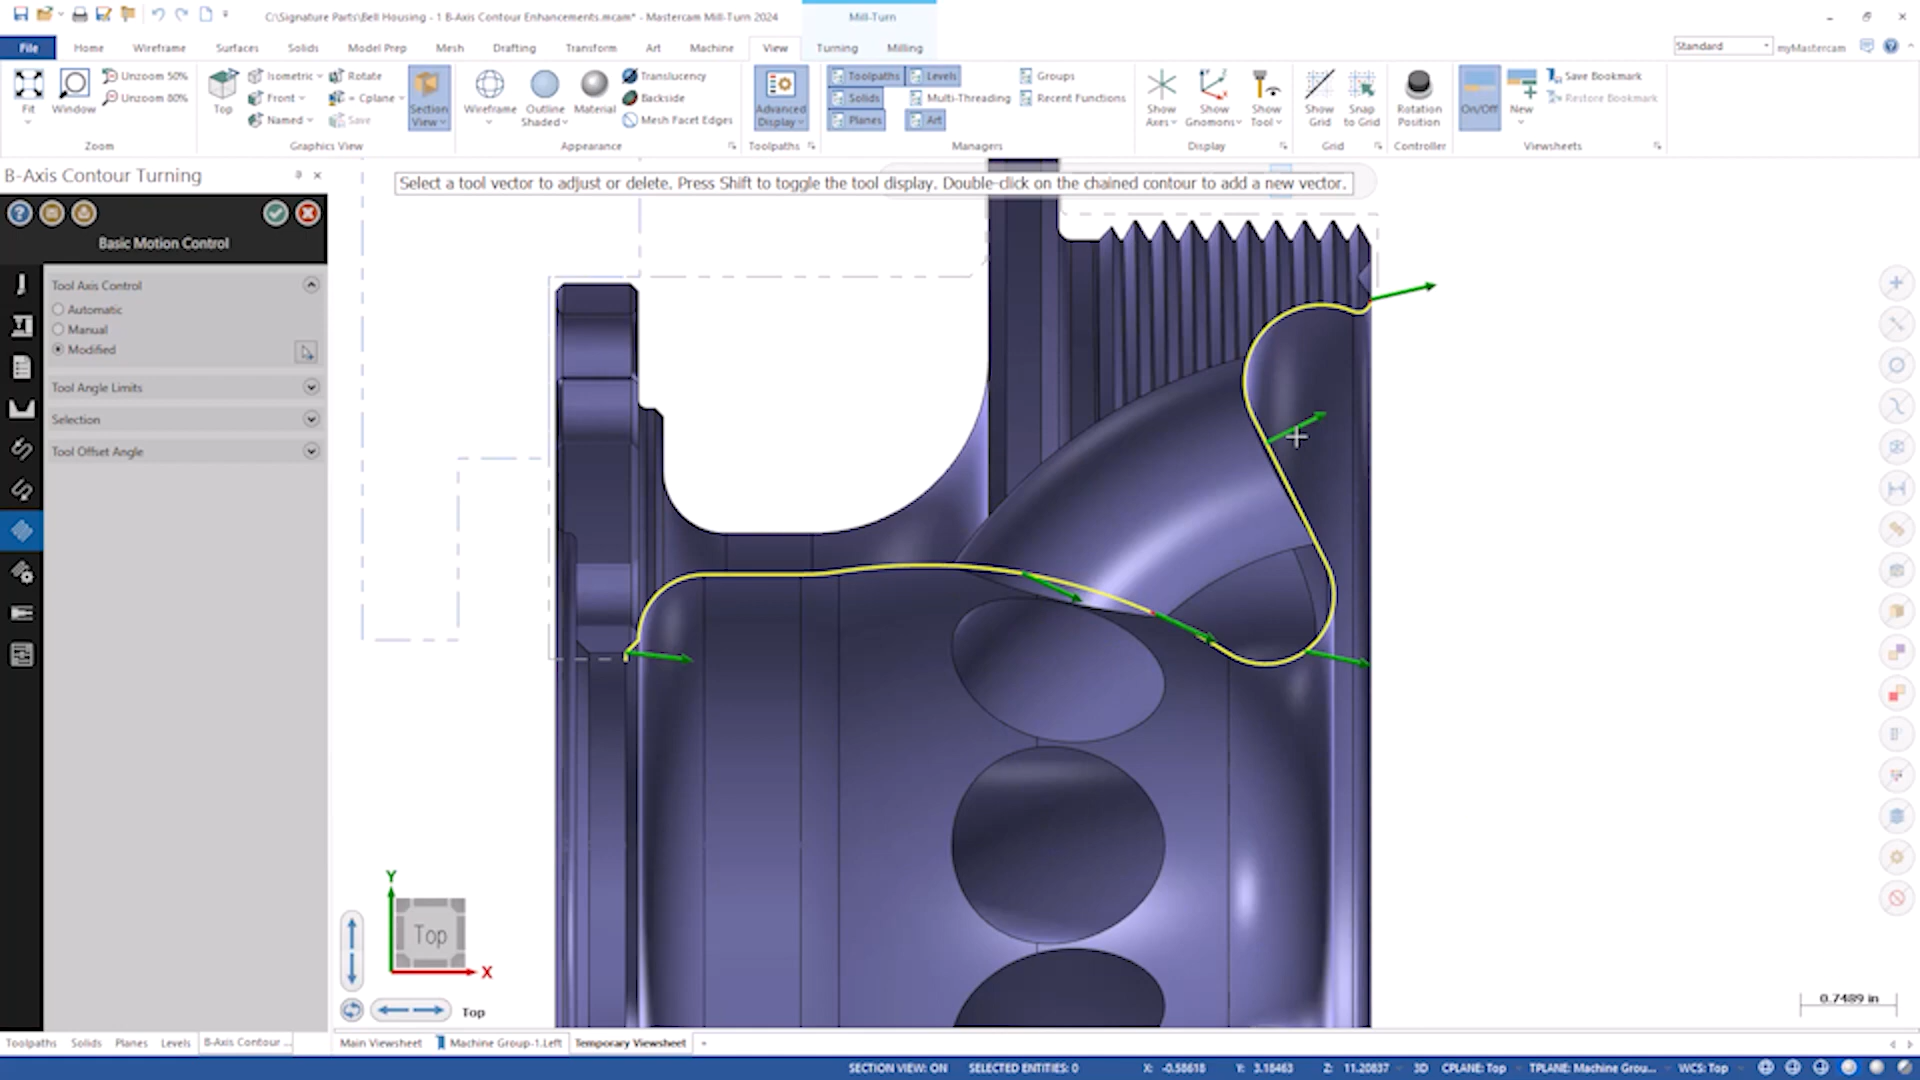 C:\Signature Parts\Bell Housing - 1 B-Axis Contour Enhancements.mcam* - Mastercam Mill-Turn 2024
Mill-Turn
File
Home
Wireframe
Surfaces
Solids
Model Prep
Mesh
Drafting
Transform
Art
Machine
View
Turning
Milling
Standard
myMastercam
Fit
Window
Unzoom 50%
Unzoom 80%
Zoom
Top
Isometric
Front
Named
Rotate
= Cplane
Save
Section View
Graphics View
Wireframe
Outline Shaded
Material
Translucency
Backside
Mesh Facet Edges
Appearance
Advanced Display
Toolpaths
Toolpaths
Solids
Planes
Levels
Multi-Threading
Art
Groups
Recent Functions
Managers
Show Axes
Show Gnomons
Show Tool
Display
Show Grid
Snap to Grid
Grid
Rotation Position
Controller
On/Off
New
Save Bookmark
Restore Bookmark
Viewsheets
B-Axis Contour Turning
Select a tool vector to adjust or delete. Press Shift to toggle the tool display. Double-click on the chained contour to add a new vector.
Basic Motion Control
Tool Axis Control
Automatic
Manual
Modified
Tool Angle Limits
Selection
Tool Offset Angle
Y
Top
X
Top
0.7489 in
Toolpaths
Solids
Planes
Levels
B-Axis Contour ...
Main Viewsheet
Machine Group-1.Left
Temporary Viewsheet
SECTION VIEW: ON
SELECTED ENTITIES: 0
X: -0.58618
Y: 3.18463
Z: 11.20837
3D
CPLANE: Top
TPLANE: Machine Grou...
WCS: Top